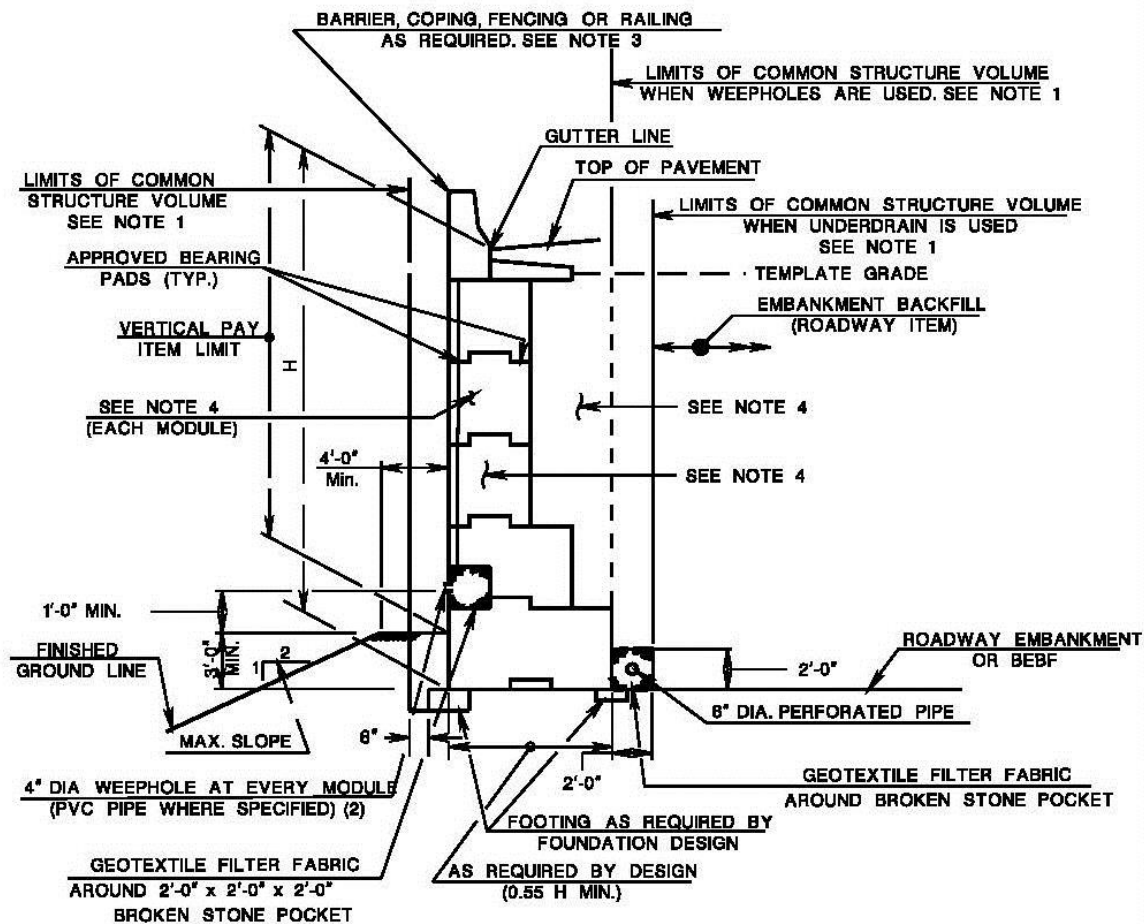 BARRIER, COPING, FENCING OR RAILING
AS REQUIRED. SEE NOTE 3
LIMITS OF COMMON STRUCTURE VOLUME
WHEN WEEPHOLES ARE USED. SEE NOTE 1
GUTTER LINE
TOP OF PAVEMENT
LIMITS OF COMMON
STRUCTURE VOLUME
SEE NOTE 1
LIMITS OF COMMON STRUCTURE VOLUME
WHEN UNDERDRAIN IS USED
SEE NOTE 1
APPROVED BEARING
PADS (TYP.)
TEMPLATE GRADE
EMBANKMENT BACKFILL
(ROADWAY ITEM)
VERTICAL PAY
ITEM LIMIT
H
SEE NOTE 4
(EACH MODULE)
SEE NOTE 4
4'-0"
Min.
SEE NOTE 4
1'-0" MIN.
FINISHED
GROUND LINE
3'-0"
MIN.
2
1
MAX. SLOPE
ROADWAY EMBANKMENT
OR BEBF
2'-0"
6" DIA. PERFORATED PIPE
6"
2'-0"
4" DIA WEEPHOLE AT EVERY MODULE
(PVC PIPE WHERE SPECIFIED) (2)
GEOTEXTILE FILTER FABRIC
AROUND BROKEN STONE POCKET
FOOTING AS REQUIRED BY
FOUNDATION DESIGN
GEOTEXTILE FILTER FABRIC
AROUND 2'-0" x 2'-0" x 2'-0"
BROKEN STONE POCKET
AS REQUIRED BY DESIGN
(0.55 H MIN.)